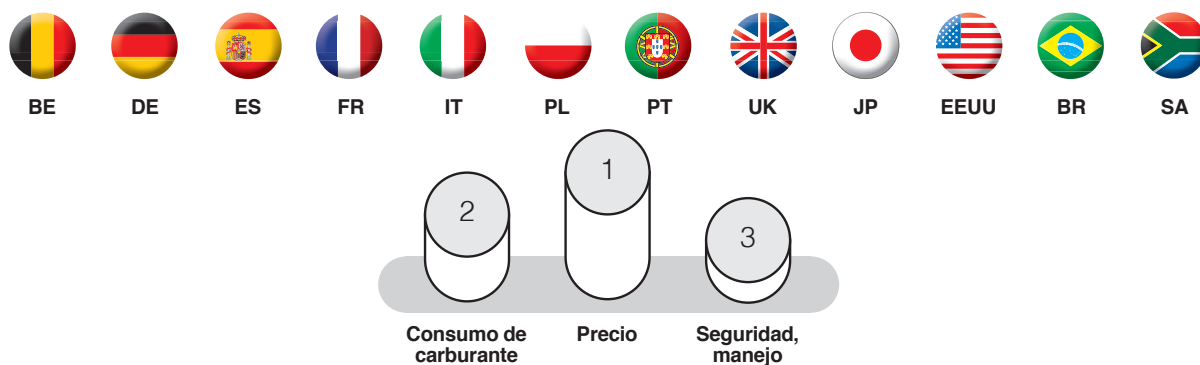 BE DE ES FR IT PL PT UK JP EEUU BR SA
1
2
3
Consumo de carburante
Precio
Seguridad, manejo